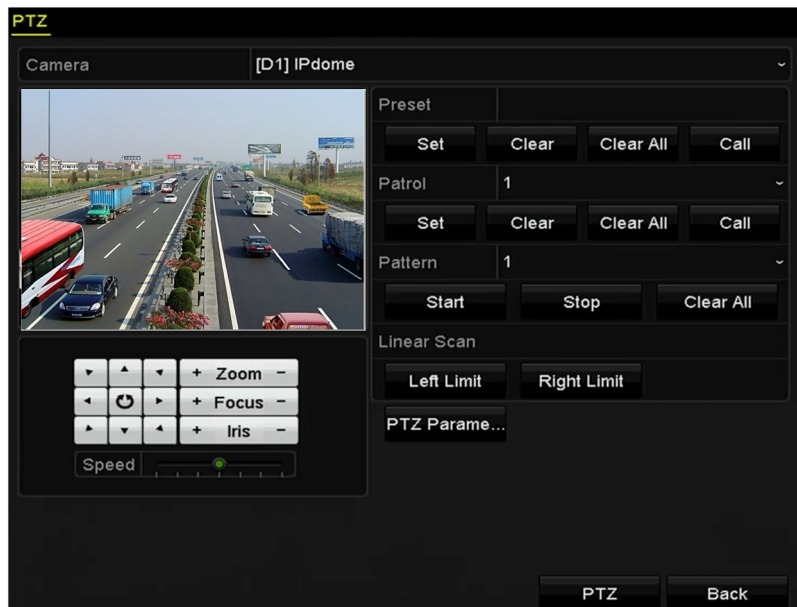 PTZ
Camera [D1] IPdome
Preset
Set Clear Clear All Call
Patrol 1
Set Clear Clear All Call
Pattern 1
Start Stop Clear All
Linear Scan
Left Limit Right Limit
PTZ Parame...
+ Zoom -
+ Focus -
+ Iris -
Speed
PTZ Back